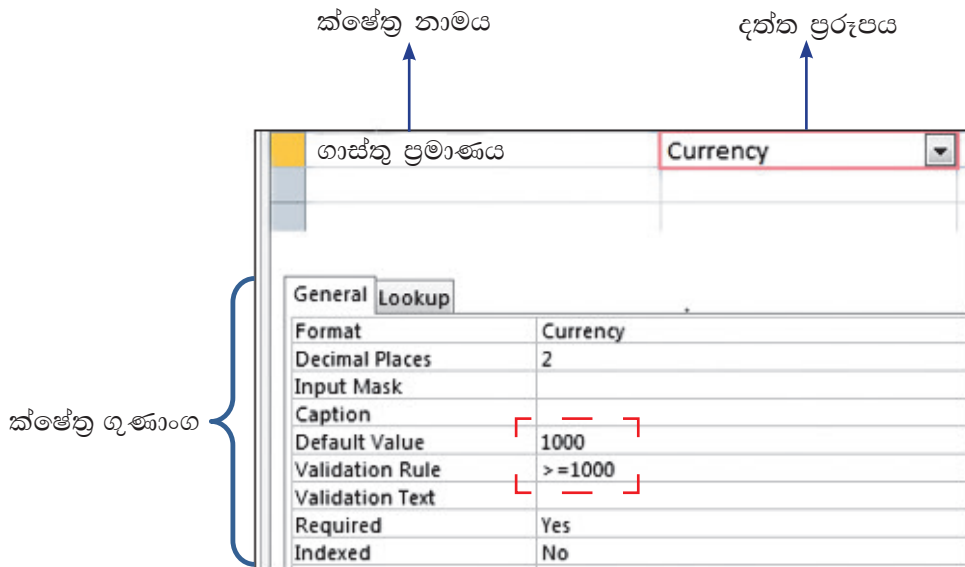 ක්ෂේත්‍ර නාමය
දත්ත ප්‍රරූපය
ගාස්තු ප්‍රමාණය Currency
General Lookup
Format Currency
Decimal Places 2
Input Mask
Caption
Default Value 1000
Validation Rule >=1000
Validation Text
Required Yes
Indexed No
ක්ෂේත්‍ර ගුණාංග